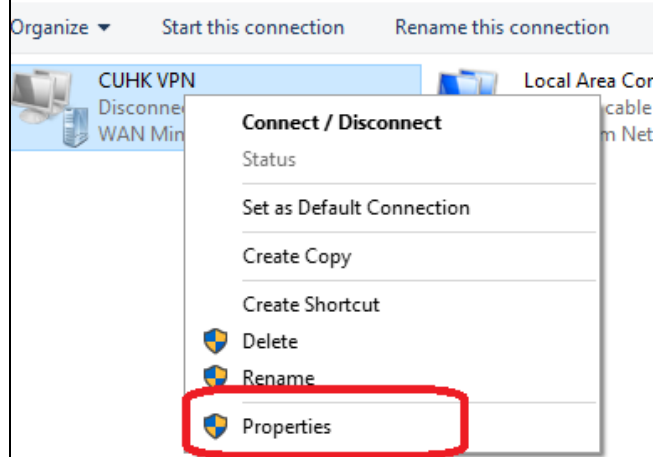 Organize Start this connection Rename this connection
CUHK VPN
Disconne
WAN Min
Local Area Cor
cable
m Net
Connect / Disconnect
Status
Set as Default Connection
Create Copy
Create Shortcut
Delete
Rename
Properties